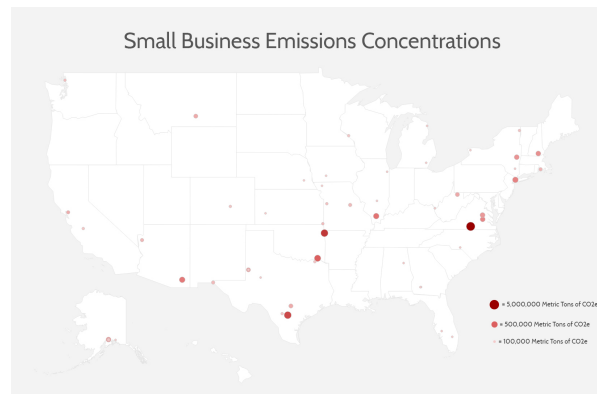 Small Business Emissions Concentrations
= 5,000,000 Metric Tons of CO2e
= 500,000 Metric Tons of CO2e
= 100,000 Metric Tons of CO2e